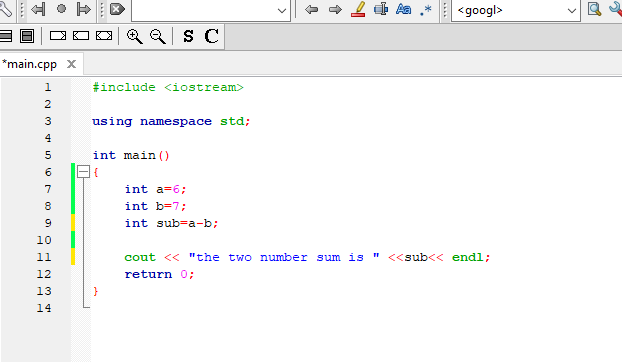 S C
Aa .* <googl>
*main.cpp X
1 #include <iostream>
2
3 using namespace std;
4
5 int main()
6 {
7 int a=6;
8 int b=7;
9 int sub=a-b;
10
11 cout << "the two number sum is " <<sub<< endl;
12 return 0;
13 }
14